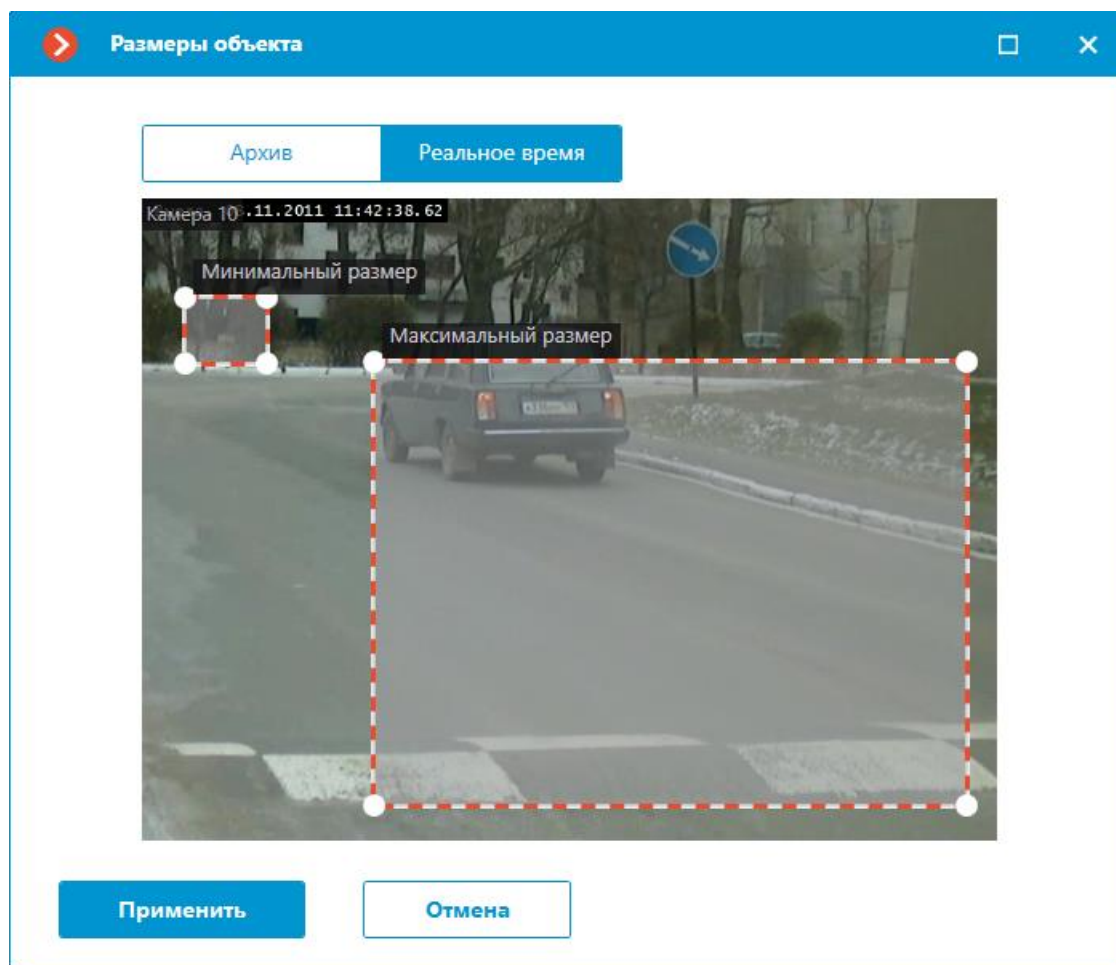 Размеры объекта
Архив
Реальное время
Камера 10 .11.2011 11:42:38.62
Минимальный размер
Максимальный размер
Применить
Отмена